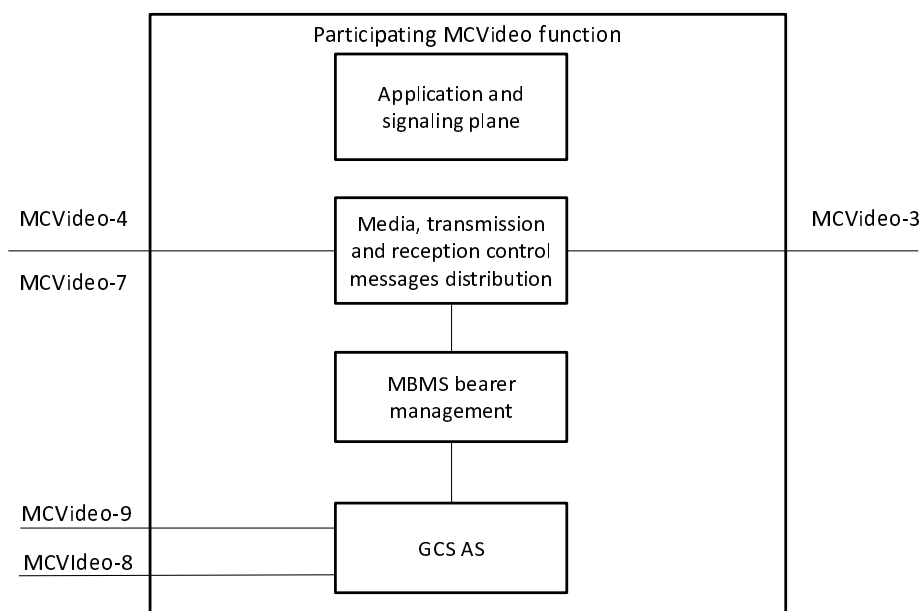 Participating MCVideo function
Application and
signaling plane
MCVideo-4
MCVideo-3
Media, transmission
and reception control
messages distribution
MCVideo-7
MBMS bearer
management
MCVideo-9
GCS AS
MCVIdeo-8